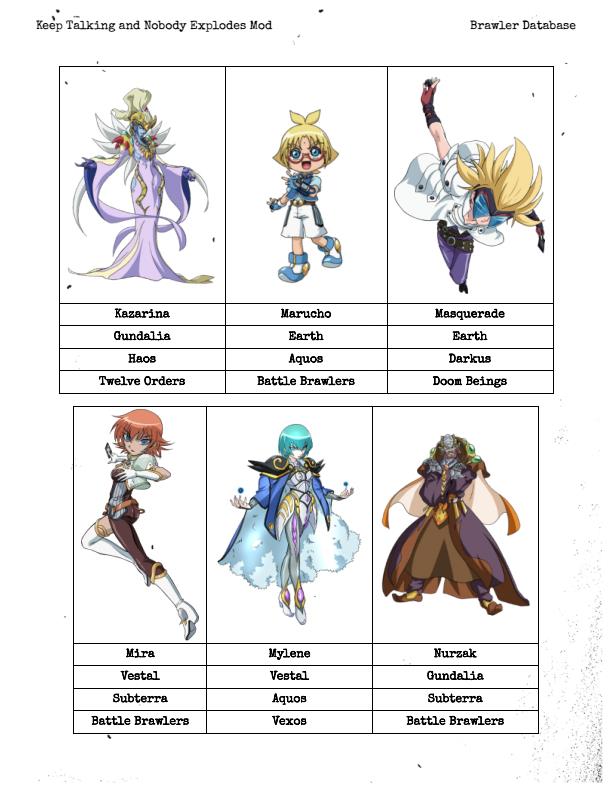 Keep Talking and Nobody Explodes Mod Brawler Database
Kazarina Marucho Masquerade
Gundalia Earth Earth
Haos Aquos Darkus
Twelve Orders Battle Brawlers Doom Beings
Mira Mylene Nurzak
Vestal Vestal Gundalia
Subterra Aquos Subterra
Battle Brawlers Vexos Battle Brawlers